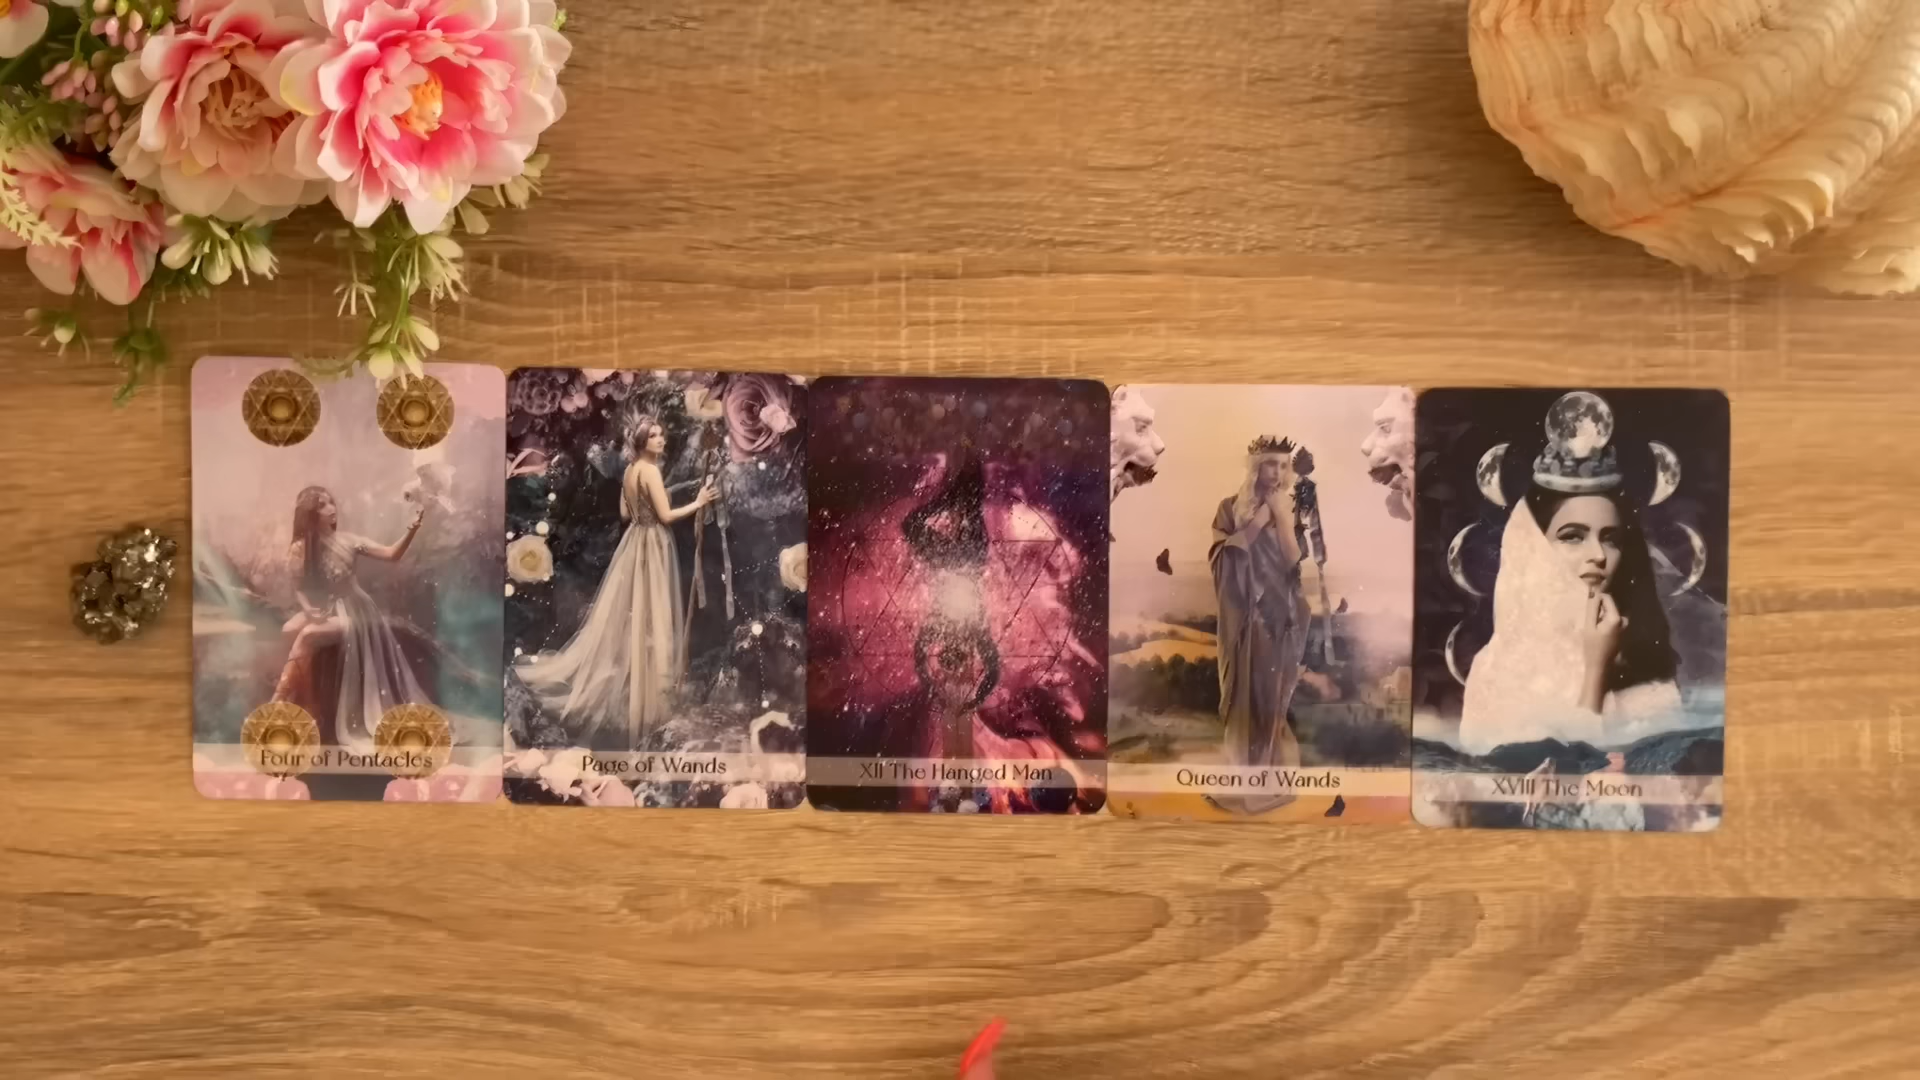 Four of Pentacles
Page of Wands
XII The Hanged Man
Queen of Wands
XVIII The Moon